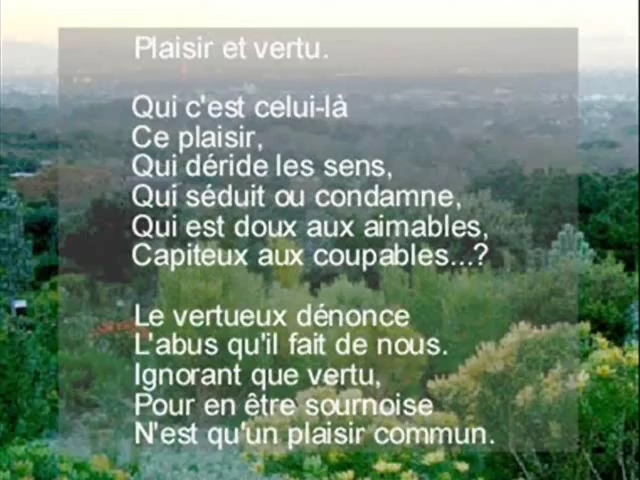 Plaisir et vertu.
Qui c'est celui-là
Ce plaisir,
Qui déride les sens,
Qui séduit ou condamne,
Qui est doux aux aimables,
Capiteux aux coupables...?
Le vertueux dénonce
L'abus qu'il fait de nous.
Ignorant que vertu,
Pour en être sournoise
N'est qu'un plaisir commun.